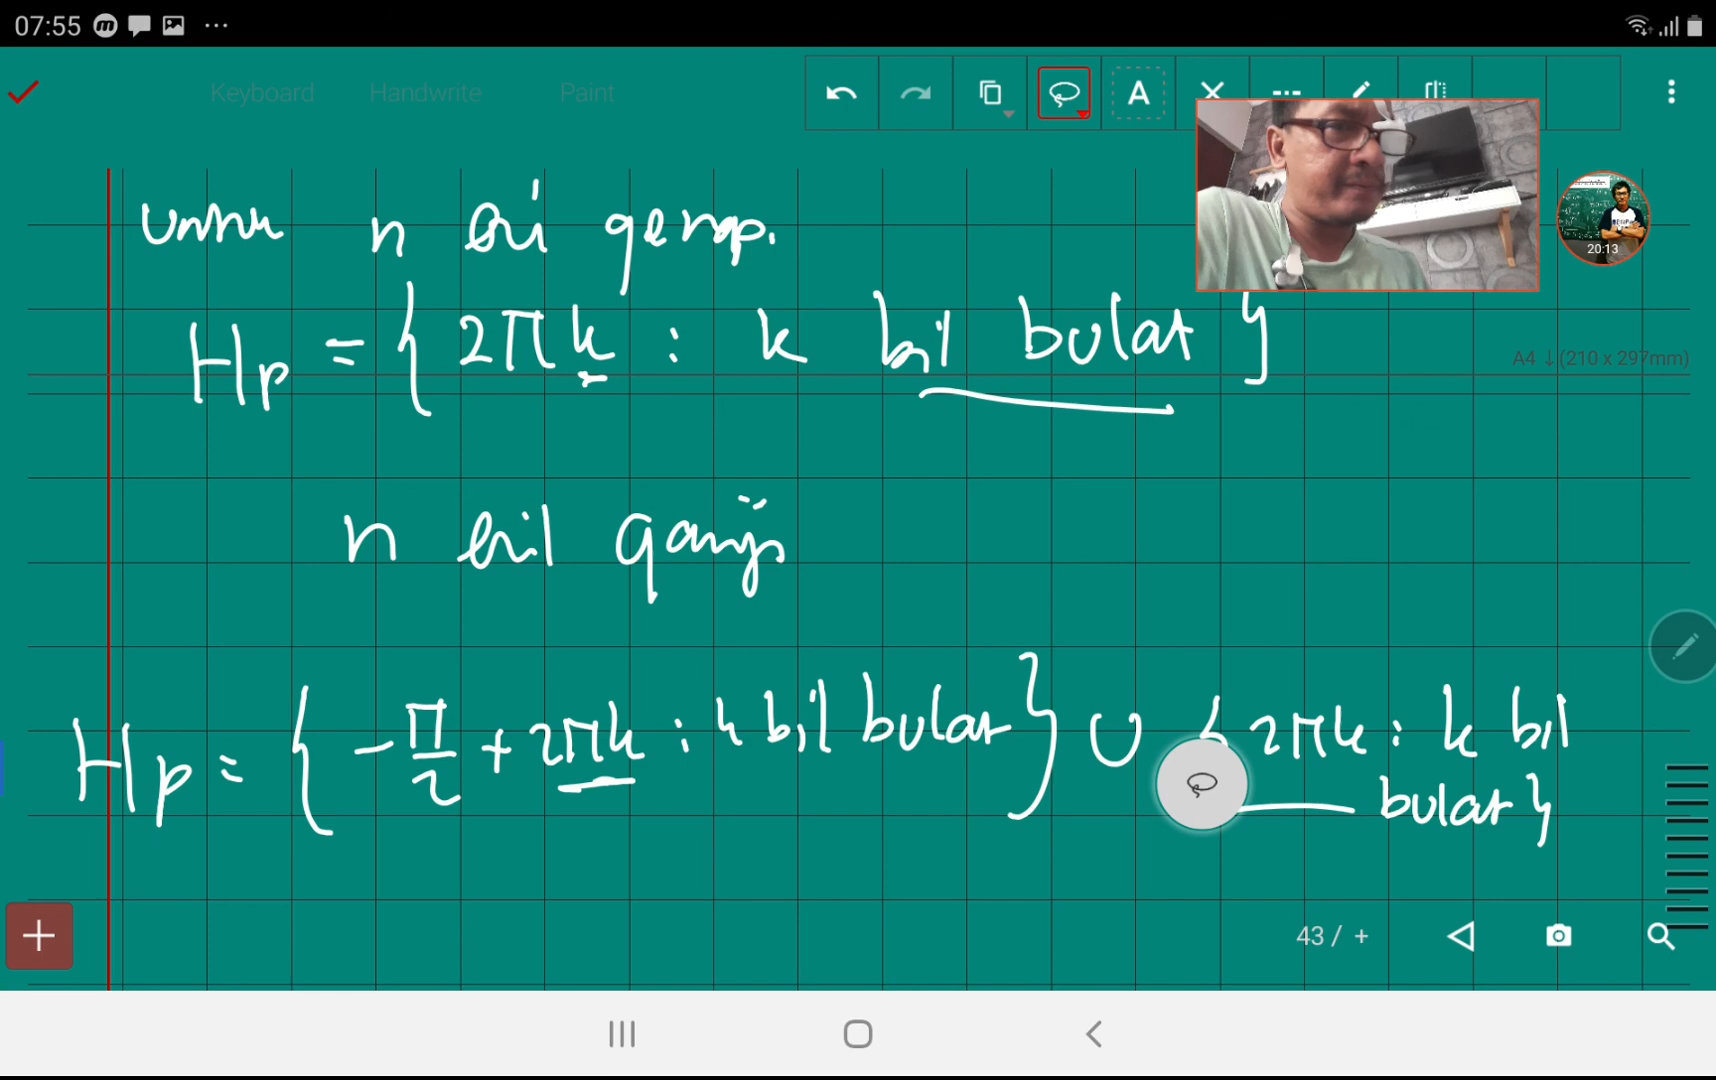 07:55
Keyboard Handwrite Paint
A
untuk n bil genap.
20:13
Hp = { 2πk : k bil bulat }
A4 ↓(210 x 297mm)
n bil ganjil
Hp = { -π/2 + 2πk : k bil bulat } ∪ { 2πk : k bil
bulat }
43 / +